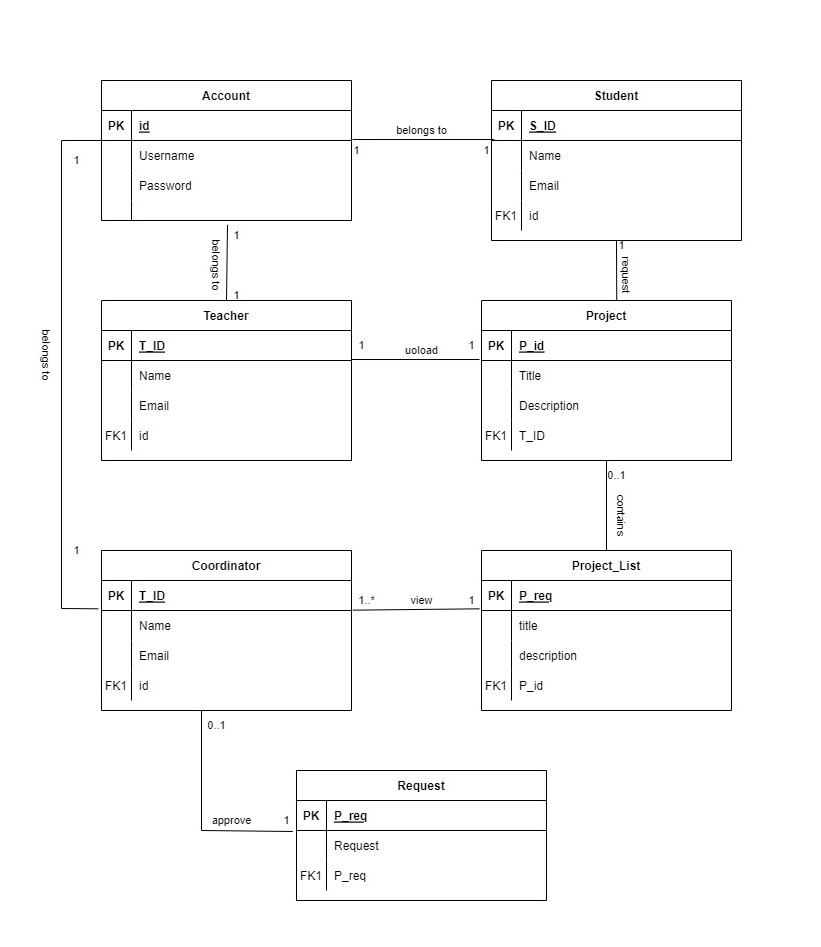 Account
PK id
Username
Password
Student
PK S_ID
Name
Email
FK1 id
belongs to
1
1
1
1
belongs to
1
1
request
belongs to
Teacher
PK T_ID
Name
Email
FK1 id
1
uoload
1
Project
PK P_id
Title
Description
FK1 T_ID
0..1
contains
1
Coordinator
PK T_ID
Name
Email
FK1 id
1..*
view
1
Project_List
PK P_req
title
description
FK1 P_id
0..1
approve
1
Request
PK P_req
Request
FK1 P_req